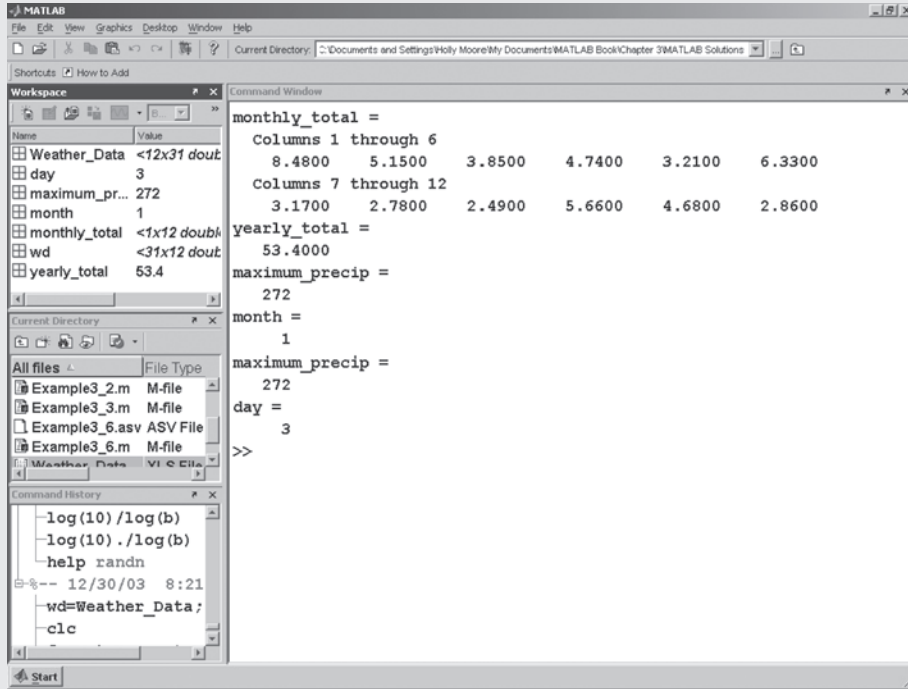 MATLAB
File Edit View Graphics Desktop Window Help
Current Directory: C:\Documents and Settings\Holly Moore\My Documents\MATLAB Book\Chapter 3\MATLAB Solutions
Shortcuts How to Add
Workspace
B...
Name Value
Weather_Data <12x31 doubl
day 3
maximum_pr... 272
month 1
monthly_total <1x12 double
wd <31x12 doubl
yearly_total 53.4
Current Directory
All files File Type
Example3_2.m M-file
Example3_3.m M-file
Example3_6.asv ASV File
Example3_6.m M-file
Weather_Data XLS File
Command History
log(10)/log(b)
log(10)./log(b)
help randn
%-- 12/30/03 8:21
wd=Weather_Data;
clc
Command Window
monthly_total =
Columns 1 through 6
8.4800 5.1500 3.8500 4.7400 3.2100 6.3300
Columns 7 through 12
3.1700 2.7800 2.4900 5.6600 4.6800 2.8600
yearly_total =
53.4000
maximum_precip =
272
month =
1
maximum_precip =
272
day =
3
>>
Start